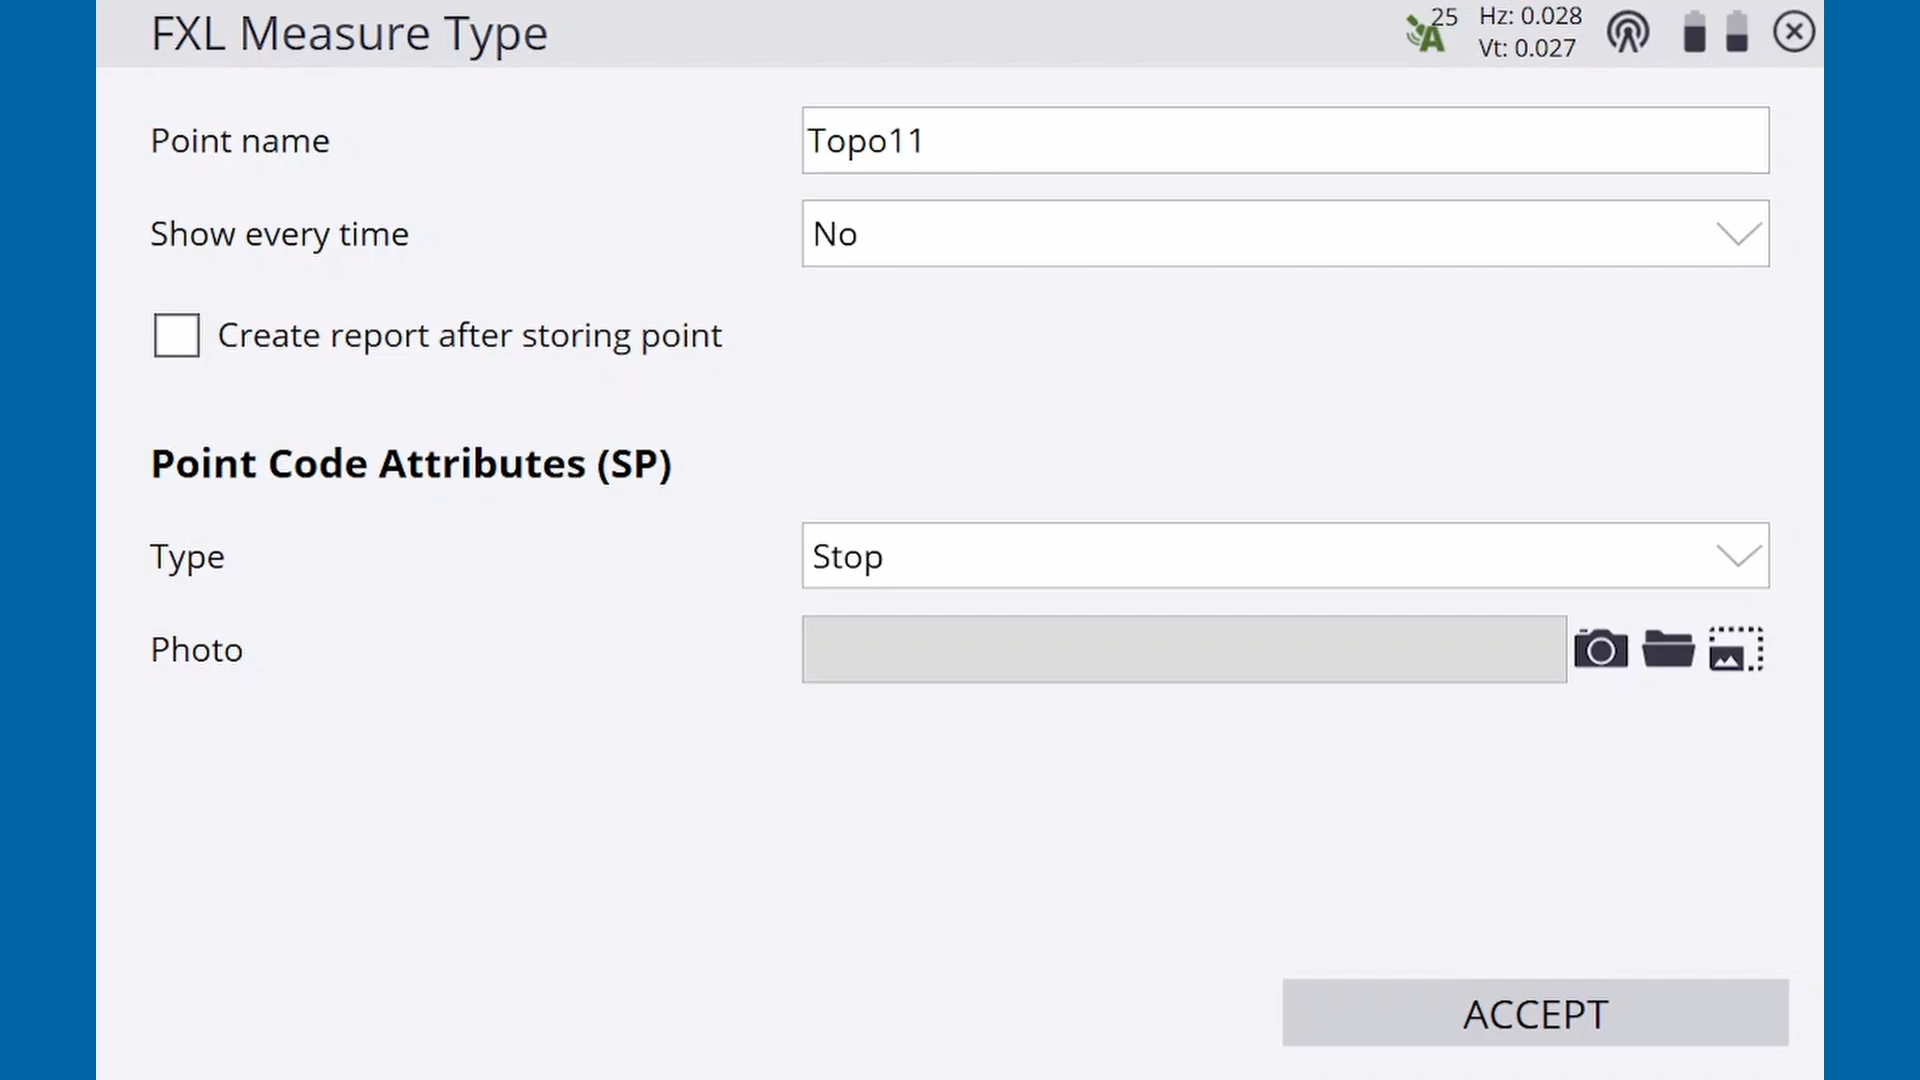 FXL Measure Type
25
Hz: 0.028
Vt: 0.027
Point name
Topo11
Show every time
No
Create report after storing point
Point Code Attributes (SP)
Type
Stop
Photo
ACCEPT